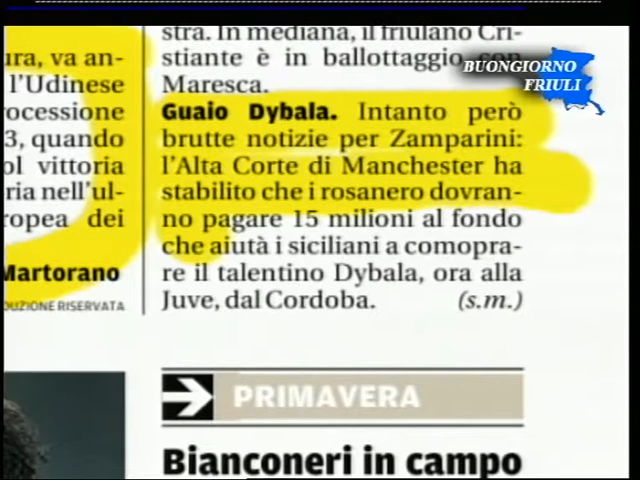 ura, va an-
l'Udinese
rocessione
3, quando
ol vittoria
ria nell'ul-
ropea dei
Martorano
DUZIONE RISERVATA
stra. In mediana, il friulano Cri-
stiante è in ballottaggio con
Maresca.
Guaio Dybala. Intanto però
brutte notizie per Zamparini:
l'Alta Corte di Manchester ha
stabilito che i rosanero dovran-
no pagare 15 milioni al fondo
che aiutà i siciliani a comopra-
re il talentino Dybala, ora alla
Juve, dal Cordoba. (s.m.)
PRIMAVERA
Bianconeri in campo
BUONGIORNO
FRIULI